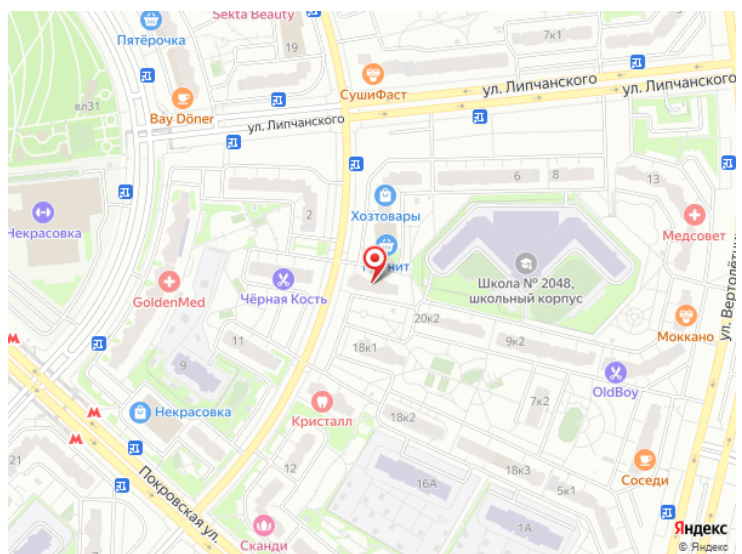 Sekta Beauty
Пятёрочка
19
7к1
вл31
СушиФаст
ул. Липчанского
ул. Липчанского
Bay Döner
ул. Липчанского
6
8
13
2
Хозтовары
Некрасовка
Медсовет
GoldenMed
Чёрная Кость
Школа № 2048,
школьный корпус
20к2
Моккано
11
9
18к1
9к2
OldBoy
Некрасовка
Кристалл
18к2
7к2
12
18к3
Соседи
21
16А
5к1
Покровская ул.
Сканди
1А
Яндекс
© Яндекс